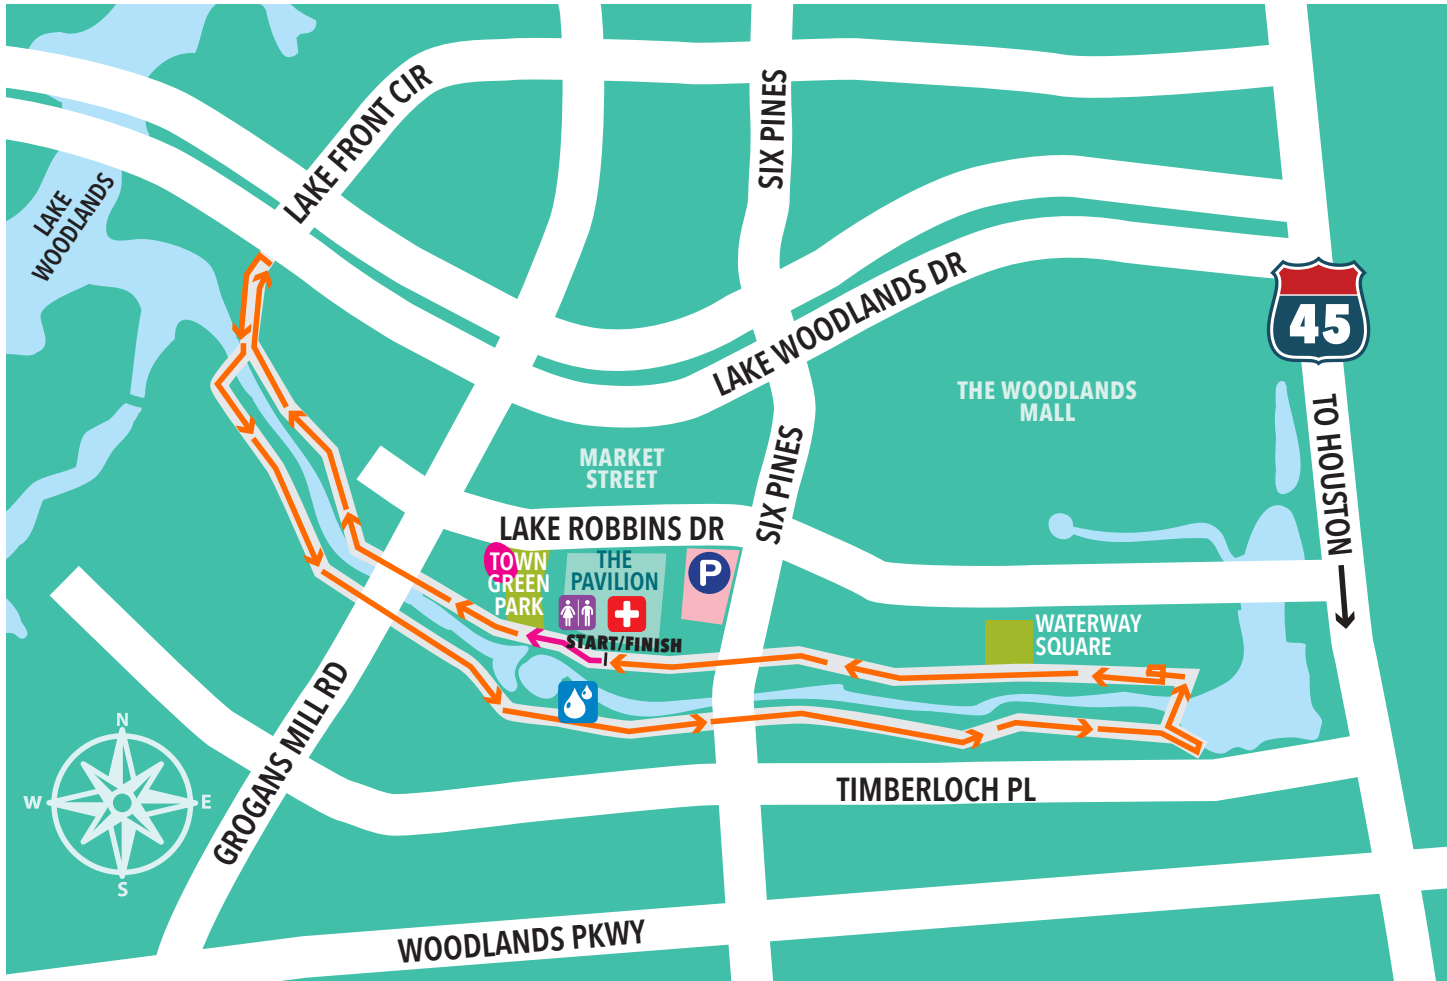 LAKE FRONT CIR
SIX PINES
LAKE
WOODLANDS
LAKE WOODLANDS DR
45
THE WOODLANDS
MALL
TO HOUSTON
MARKET
STREET
SIX PINES
LAKE ROBBINS DR
TOWN
GREEN
PARK
THE
PAVILION
P
START/FINISH
WATERWAY
SQUARE
GROGANS MILL RD
N
W
E
S
TIMBERLOCH PL
WOODLANDS PKWY